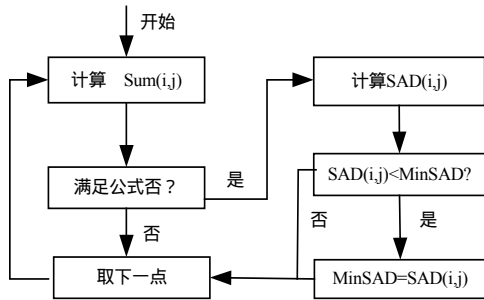 开始
计算 Sum(i,j)
计算SAD(i,j)
满足公式否？
是
SAD(i,j)<MinSAD?
否
否
是
取下一点
MinSAD=SAD(i,j)